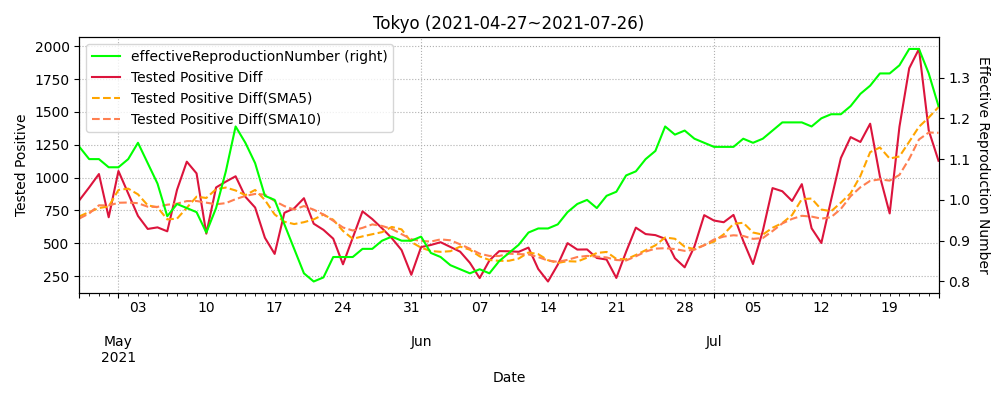 Tokyo (2021-04-27~2021-07-26)
effectiveReproductionNumber (right)
Tested Positive Diff
Tested Positive Diff(SMA5)
Tested Positive Diff(SMA10)
Tested Positive
2000
1750
1500
1250
1000
750
500
250
Effective Reproduction Number
1.3
1.2
1.1
1.0
0.9
0.8
03 10 17 24 31 07 14 21 28 05 12 19
May Jun Jul
2021
Date